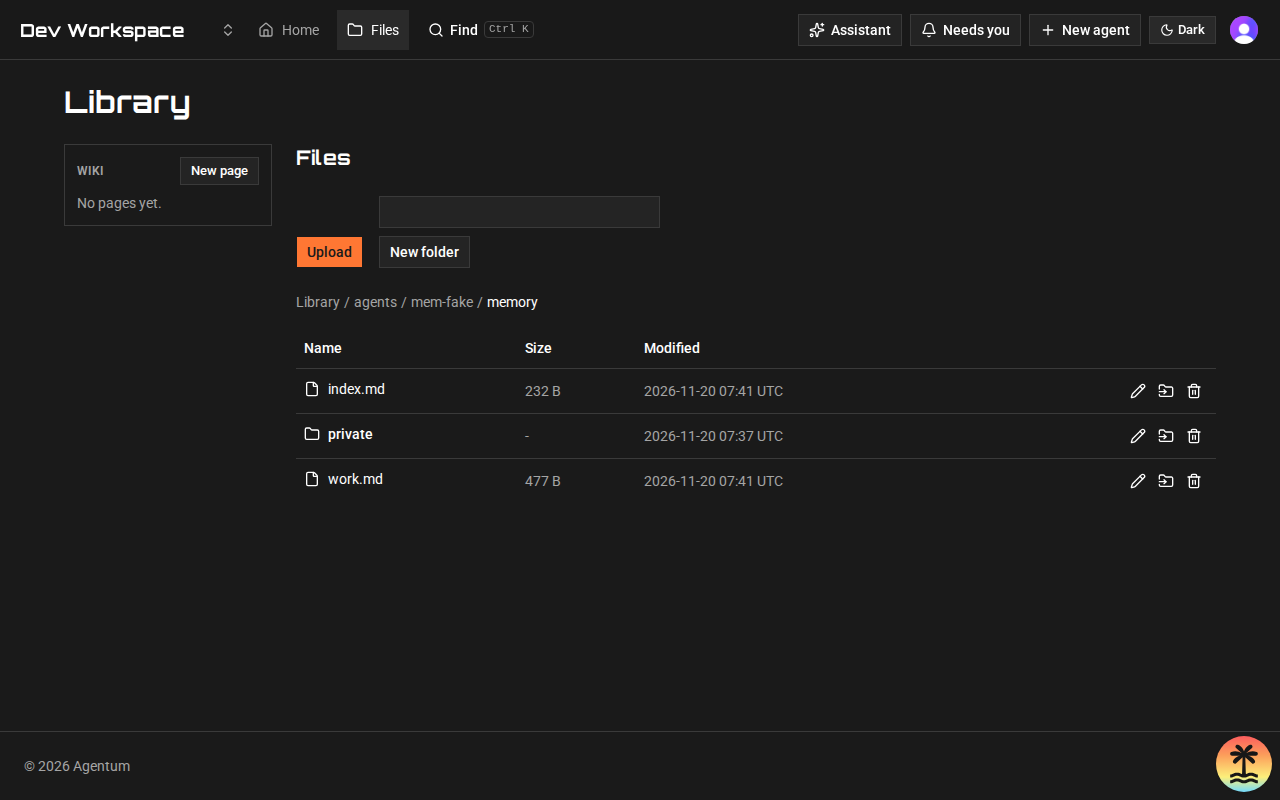 Dev Workspace
Home
Files
Find Ctrl K
Assistant
Needs you
New agent
Dark
Library
WIKI
New page
No pages yet.
Files
Upload
New folder
Library / agents / mem-fake / memory
Name Size Modified
index.md 232 B 2026-11-20 07:41 UTC
private - 2026-11-20 07:37 UTC
work.md 477 B 2026-11-20 07:41 UTC
© 2026 Agentum